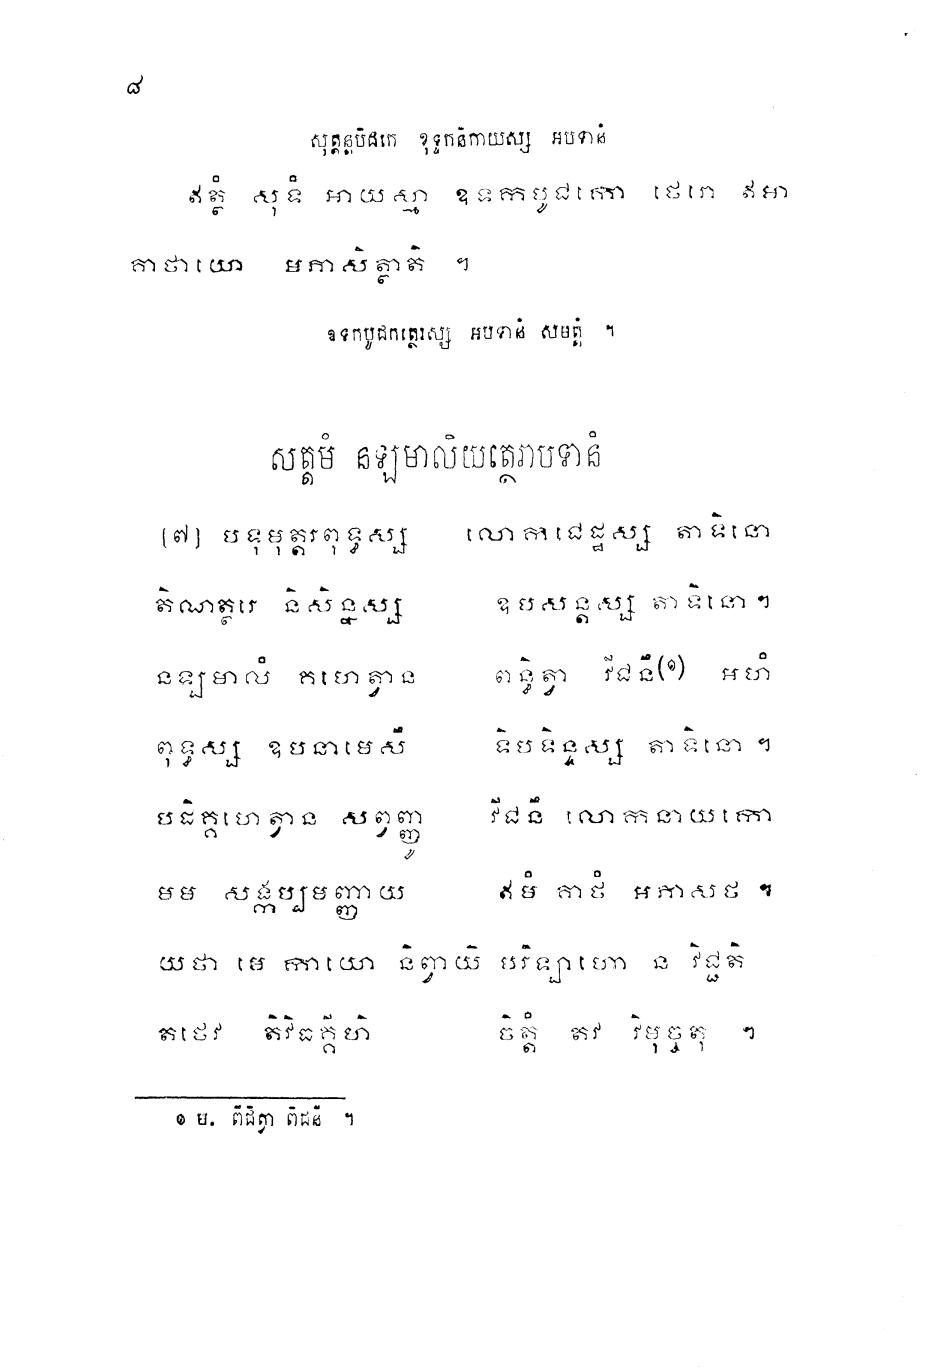 ៨
សុត្តន្តបិដកេ ខុទ្ទកនិកាយស្ស អបទានំ
ឥត្ថំ សុទំ អាយស្មា ឧទកបូជកោ ថេរោ ឥមា
គាថាយោ អភាសិត្ថាតិ ។
ឧទកបូជកត្ថេរស្ស អបទានំ សមត្តំ ។
សត្តមំ នឡមាលិយត្ថេរាបទានំ
[៧] បទុមុត្តរពុទ្ធស្ស លោកជេដ្ឋស្ស តាទិនោ
តិណត្ថរេ និសិន្នស្ស ឧបសន្តស្ស តាទិនោ។
នឡមាលំ គហេត្វាន ពន្ធិត្វា វីជនឹ(១) អហំ
ពុទ្ធស្ស ឧបនាមេសឹ ទិបទិន្ទស្ស តាទិនោ ។
បដិគ្គហេត្វាន សព្វញ្ញូ វីជនឹ លោកនាយកោ
មម សង្កប្បមញ្ញាយ ឥមំ គាថំ អភាសថ ។
យថា មេ កាយោ និព្វាយិ បរិឡាហោ ន វិជ្ជតិ
តថេវ តិវិធគ្គីហិ ចិត្តំ តវ វិមុច្ចតុ ។
១ ម. ពីជិត្វា ពិជនឹ ។